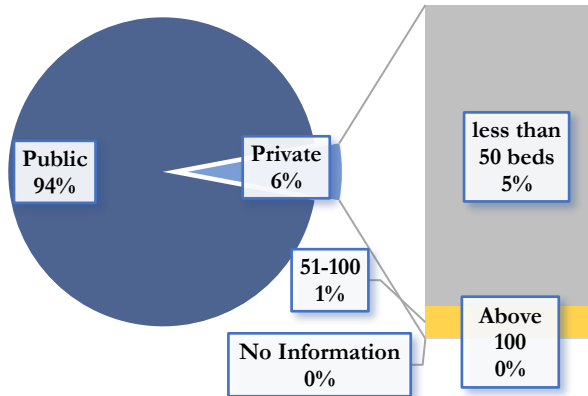 Public
94%
Private
6%
less than
50 beds
5%
51-100
1%
Above
100
0%
No Information
0%